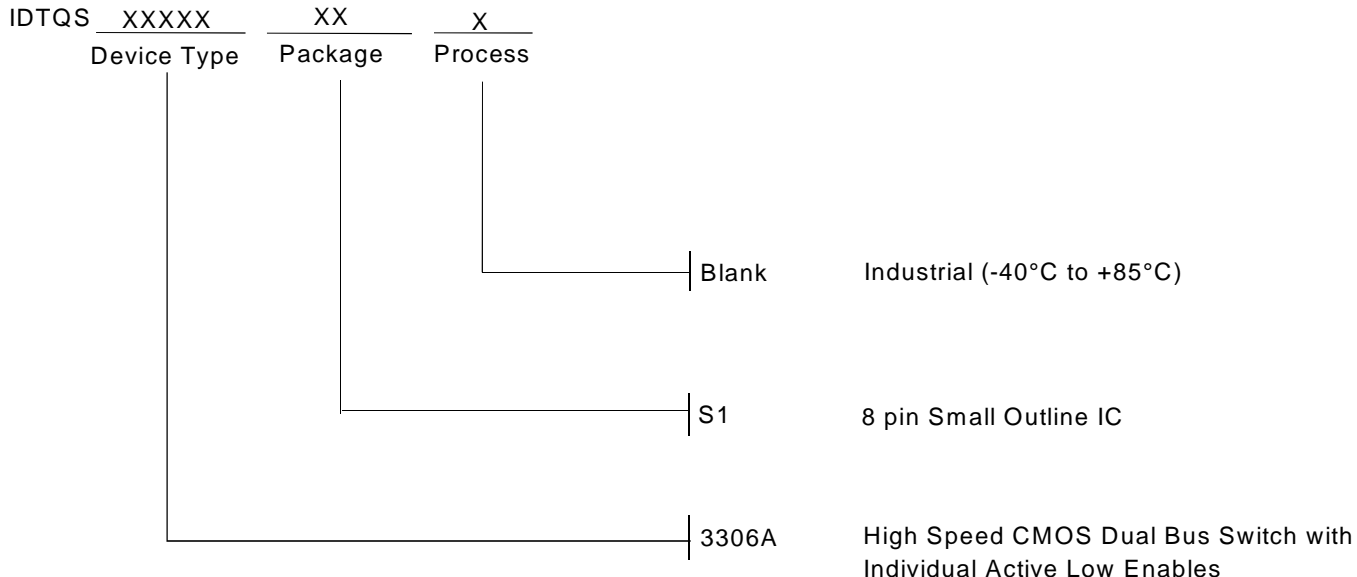 IDTQS XXXXX XX X
Device Type Package Process
Blank Industrial (-40°C to +85°C)
S1 8 pin Small Outline IC
3306A High Speed CMOS Dual Bus Switch with
Individual Active Low Enables